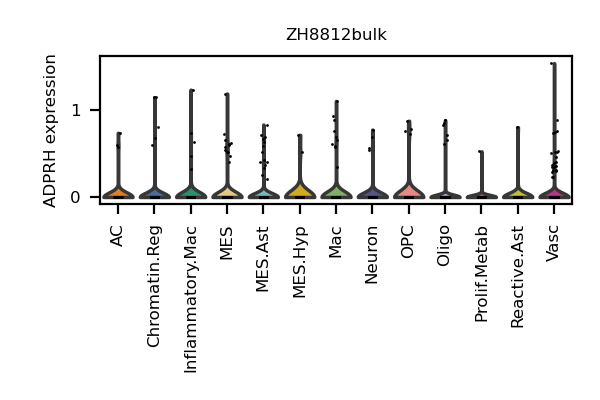 ZH8812bulk
ADPRH expression
1
0
AC
Chromatin.Reg
Inflammatory.Mac
MES
MES.Ast
MES.Hyp
Mac
Neuron
OPC
Oligo
Prolif.Metab
Reactive.Ast
Vasc